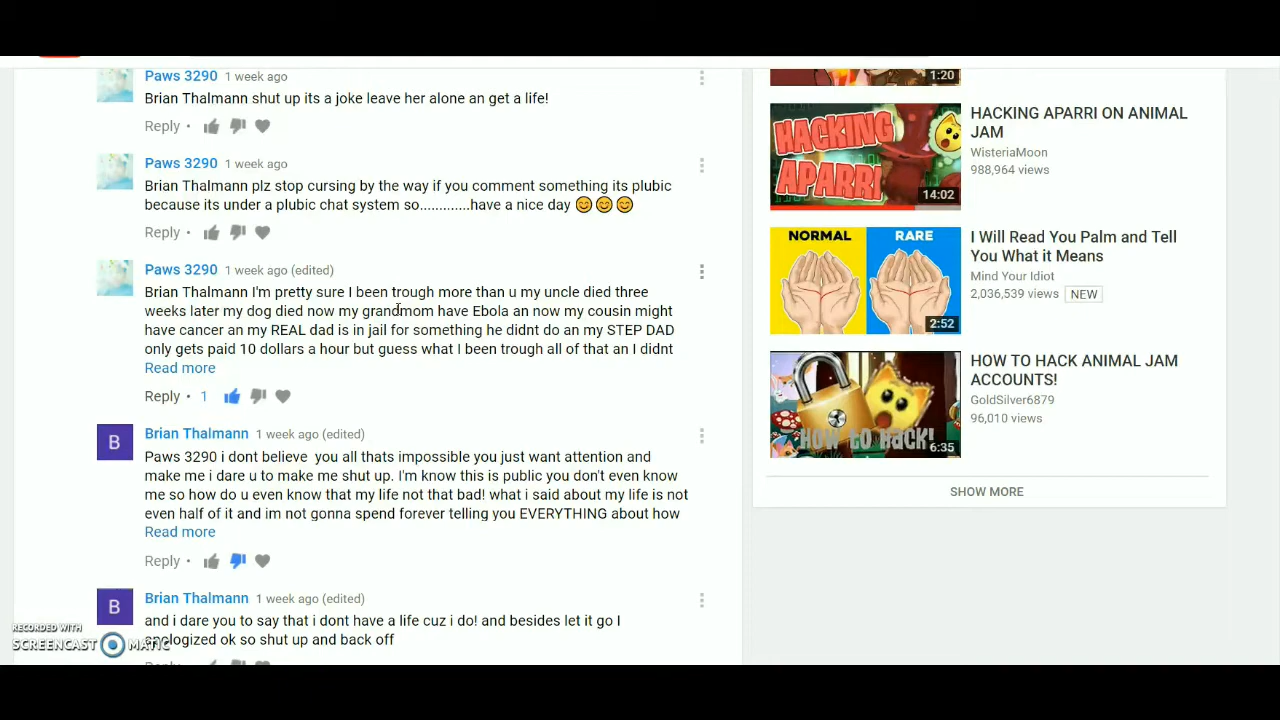 Paws 3290 1 week ago
Brian Thalmann shut up its a joke leave her alone an get a life!
Reply •
Paws 3290 1 week ago
Brian Thalmann plz stop cursing by the way if you comment something its plubic
because its under a plubic chat system so.............have a nice day 😊😊😊
Reply •
Paws 3290 1 week ago (edited)
Brian Thalmann I'm pretty sure I been trough more than u my uncle died three
weeks later my dog died now my grandmom have Ebola an now my cousin might
have cancer an my REAL dad is in jail for something he didnt do an my STEP DAD
only gets paid 10 dollars a hour but guess what I been trough all of that an I didnt
Read more
Reply • 1
B
Brian Thalmann 1 week ago (edited)
Paws 3290 i dont believe you all thats impossible you just want attention and
make me i dare u to make me shut up. I'm know this is public you don't even know
me so how do u even know that my life not that bad! what i said about my life is not
even half of it and im not gonna spend forever telling you EVERYTHING about how
Read more
Reply •
B
Brian Thalmann 1 week ago (edited)
and i dare you to say that i dont have a life cuz i do! and besides let it go I
apologized ok so shut up and back off
RECORDED WITH
SCREENCAST MATIC
1:20
HACKING
APARRI
14:02
HACKING APARRI ON ANIMAL
JAM
WisteriaMoon
988,964 views
NORMAL RARE
2:52
I Will Read You Palm and Tell
You What it Means
Mind Your Idiot
2,036,539 views NEW
HOW TO HACK!
6:35
HOW TO HACK ANIMAL JAM
ACCOUNTS!
GoldSilver6879
96,010 views
SHOW MORE